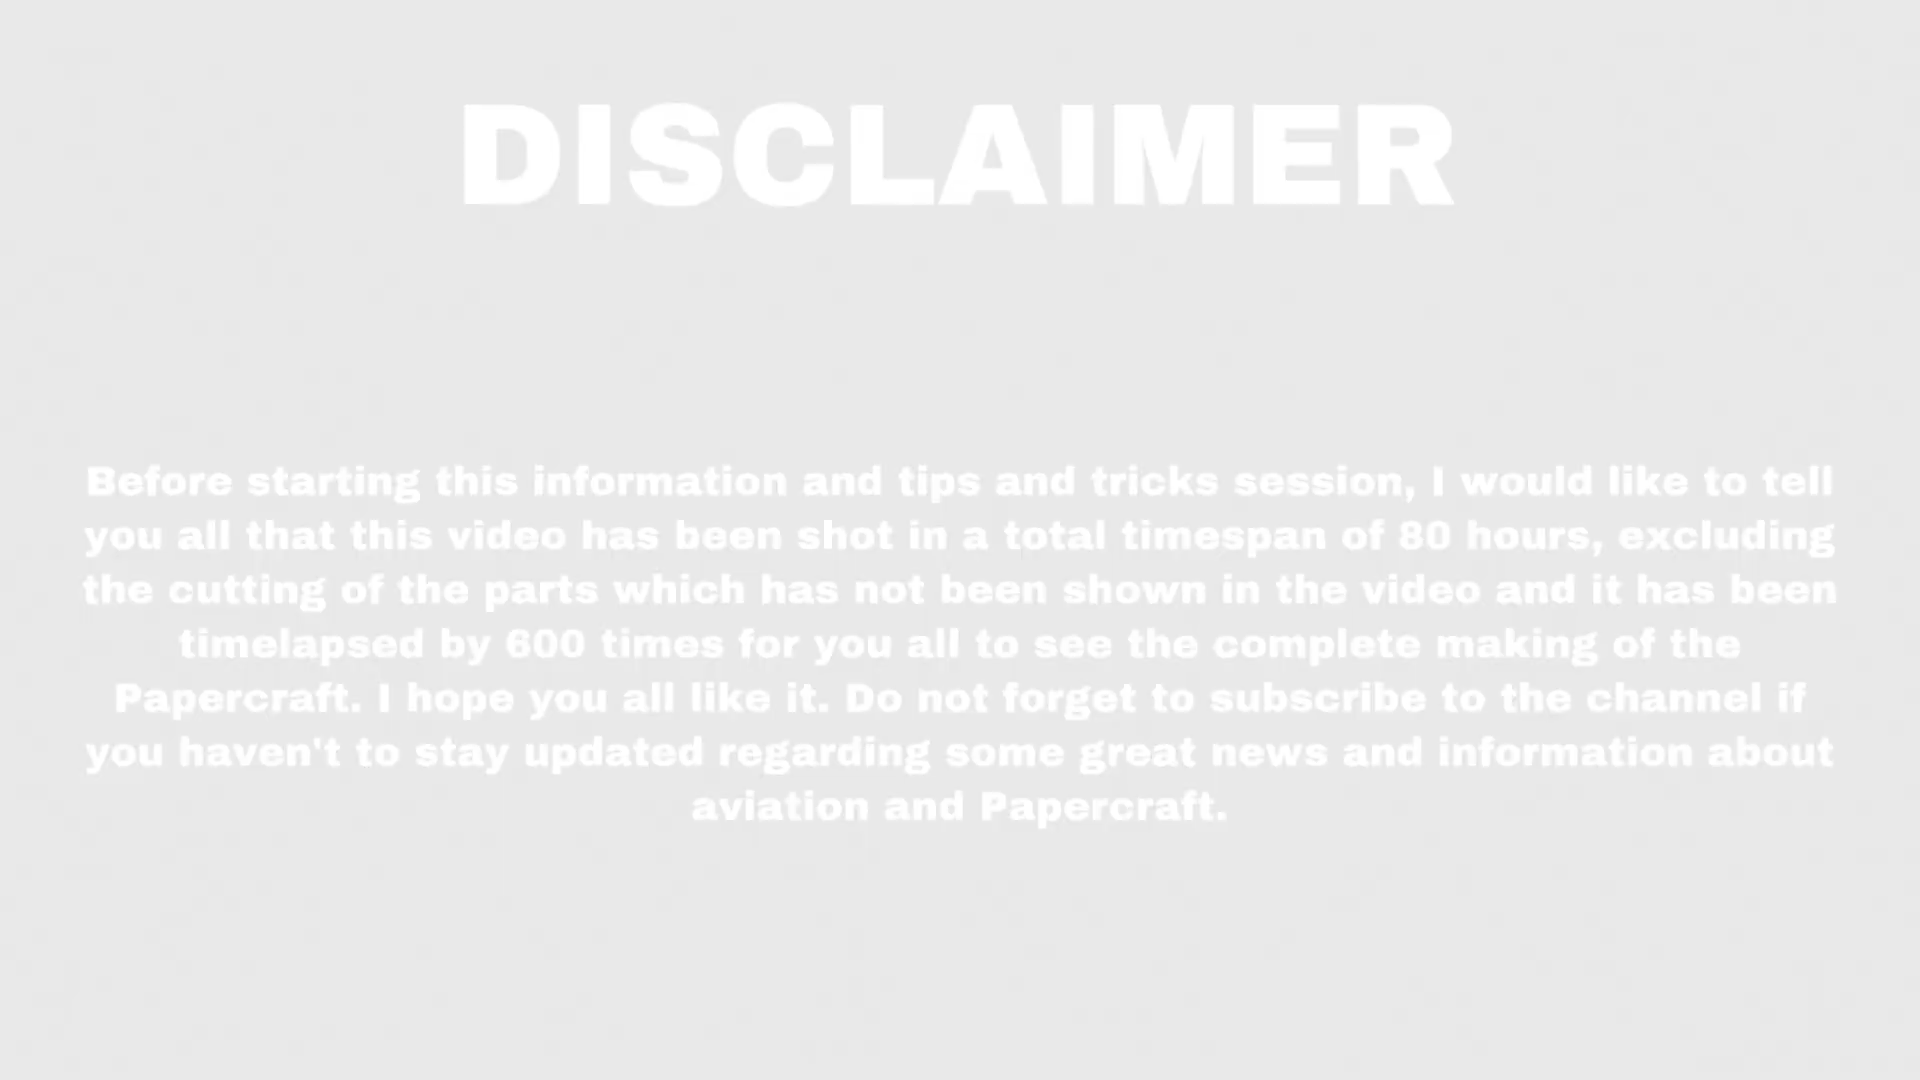 DISCLAIMER
Before starting this information and tips and tricks session, I would like to tell
you all that this video has been shot in a total timespan of 80 hours, excluding
the cutting of the parts which has not been shown in the video and it has been
timelapsed by 600 times for you all to see the complete making of the
Papercraft. I hope you all like it. Do not forget to subscribe to the channel if
you haven't to stay updated regarding some great news and information about
aviation and Papercraft.